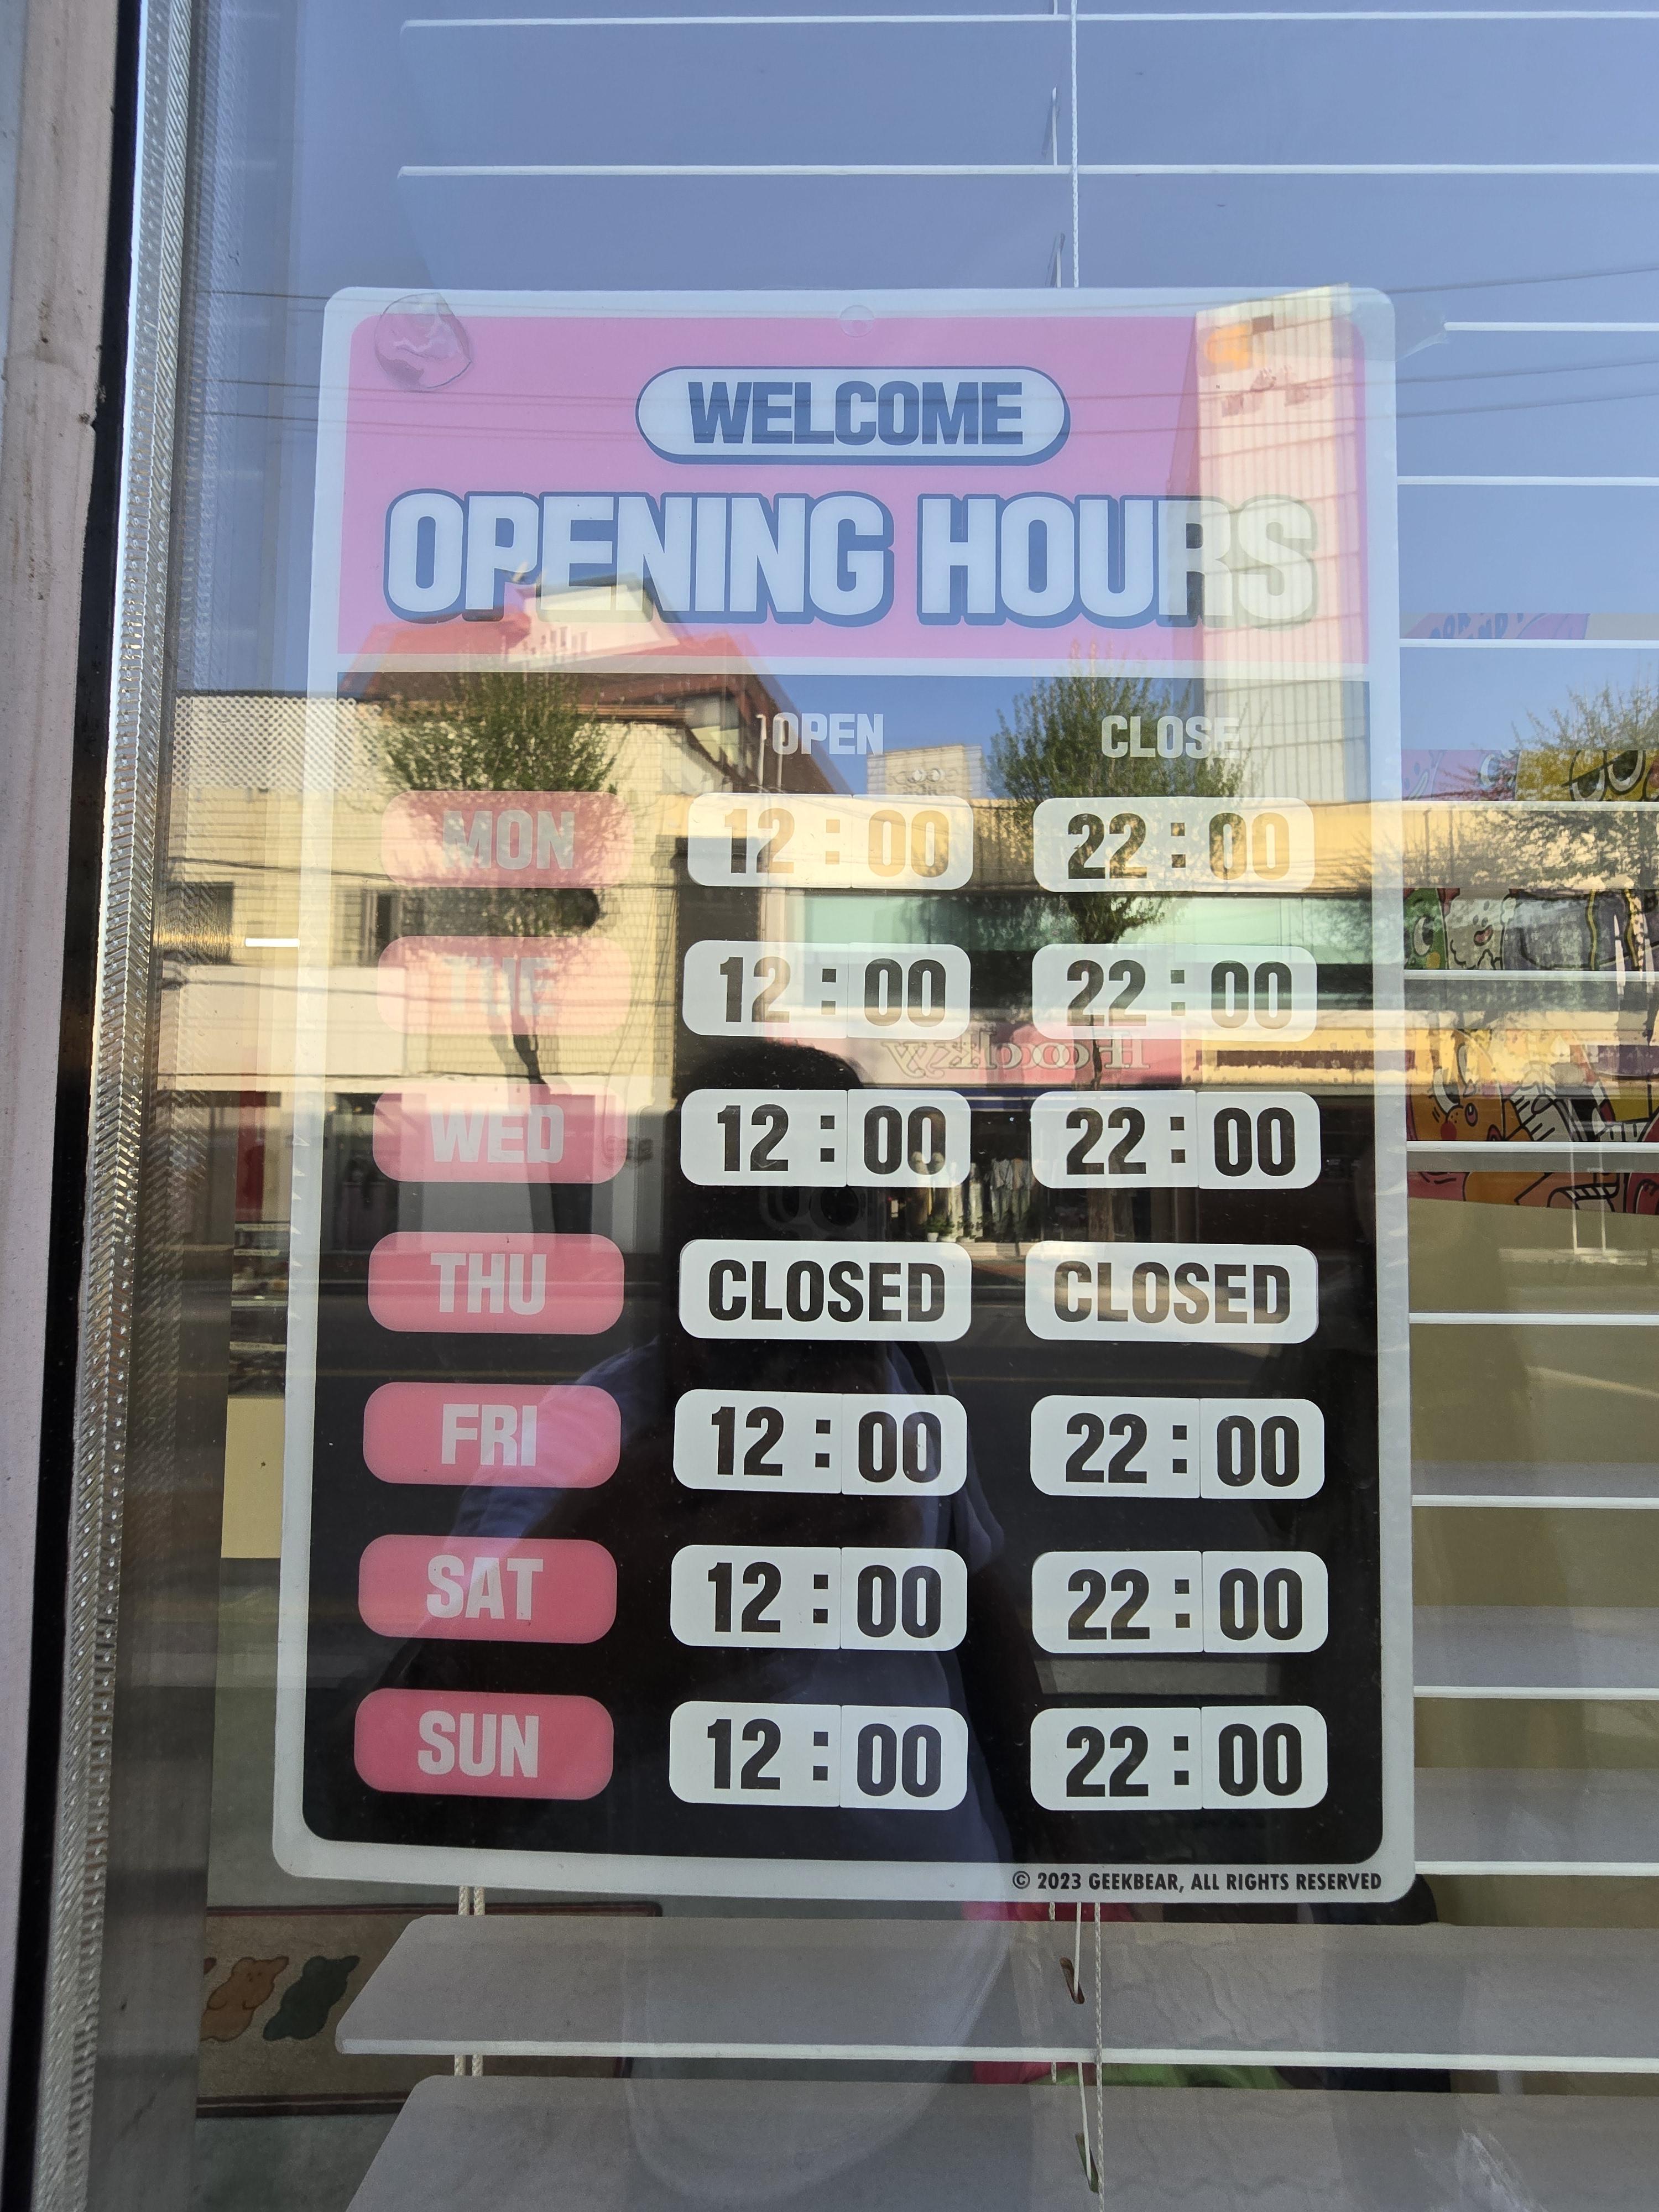 WELCOME
OPENING HOURS
OPEN CLOSE
MON 12 : 00 22 : 00
TUE 12 : 00 22 : 00
WED 12 : 00 22 : 00
THU CLOSED CLOSED
FRI 12 : 00 22 : 00
SAT 12 : 00 22 : 00
SUN 12 : 00 22 : 00
© 2023 GEEKBEAR, ALL RIGHTS RESERVED